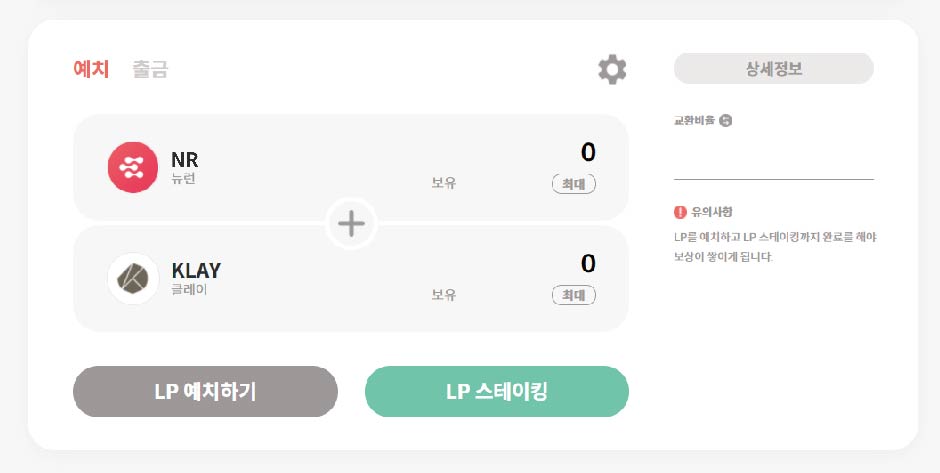 예치 출금
상세정보
교환비율
NR
뉴런
0
보유
최대
KLAY
클레이
0
보유
최대
유의사항
LP를 예치하고 LP 스테이킹까지 완료를 해야
보상이 쌓이게 됩니다.
LP 예치하기
LP 스테이킹